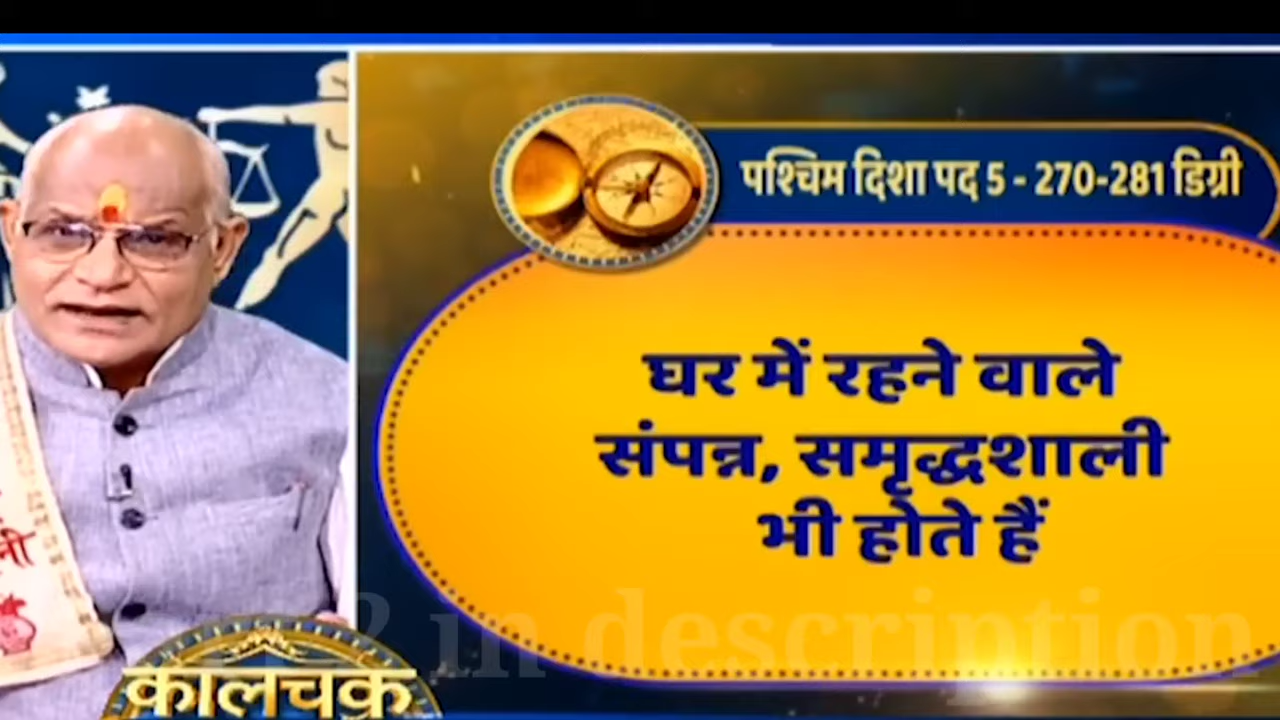 पश्चिम दिशा पद 5 - 270-281 डिग्री
घर में रहने वाले
संपन्न, समृद्धशाली
भी होते हैं
in description
कालचक्र